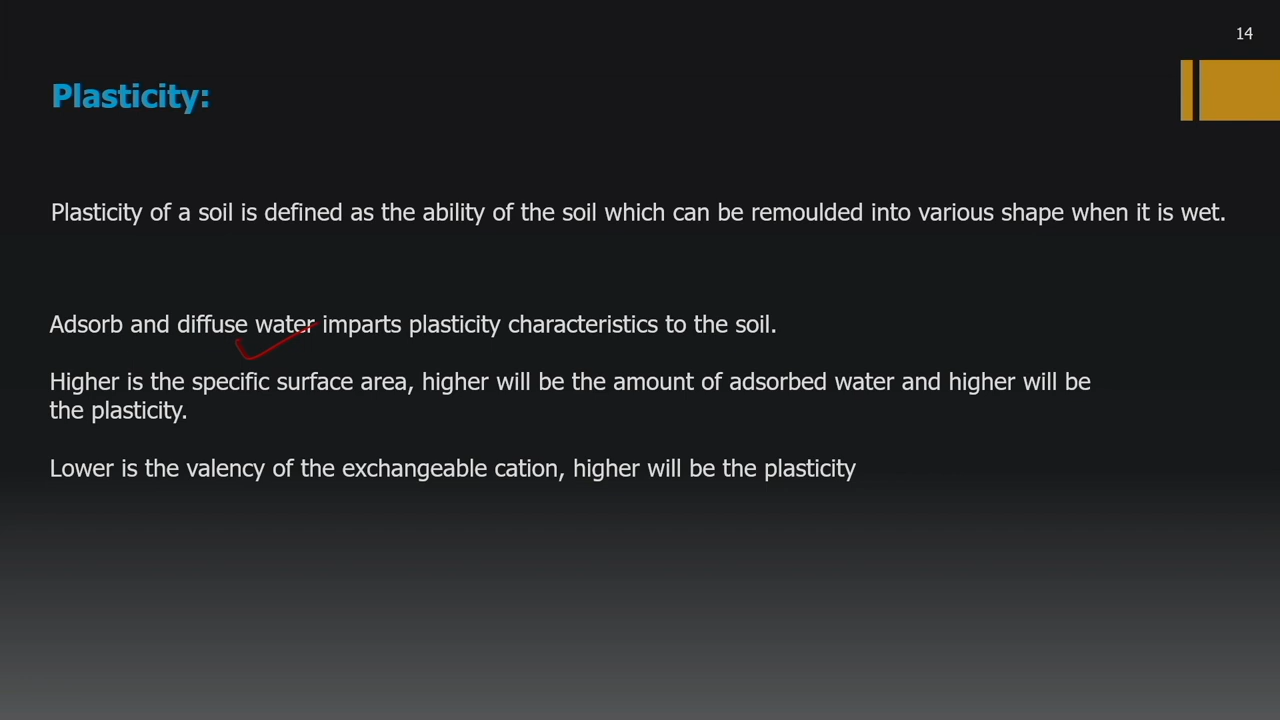 14
Plasticity:
Plasticity of a soil is defined as the ability of the soil which can be remoulded into various shape when it is wet.
Adsorb and diffuse water imparts plasticity characteristics to the soil.
Higher is the specific surface area, higher will be the amount of adsorbed water and higher will be
the plasticity.
Lower is the valency of the exchangeable cation, higher will be the plasticity